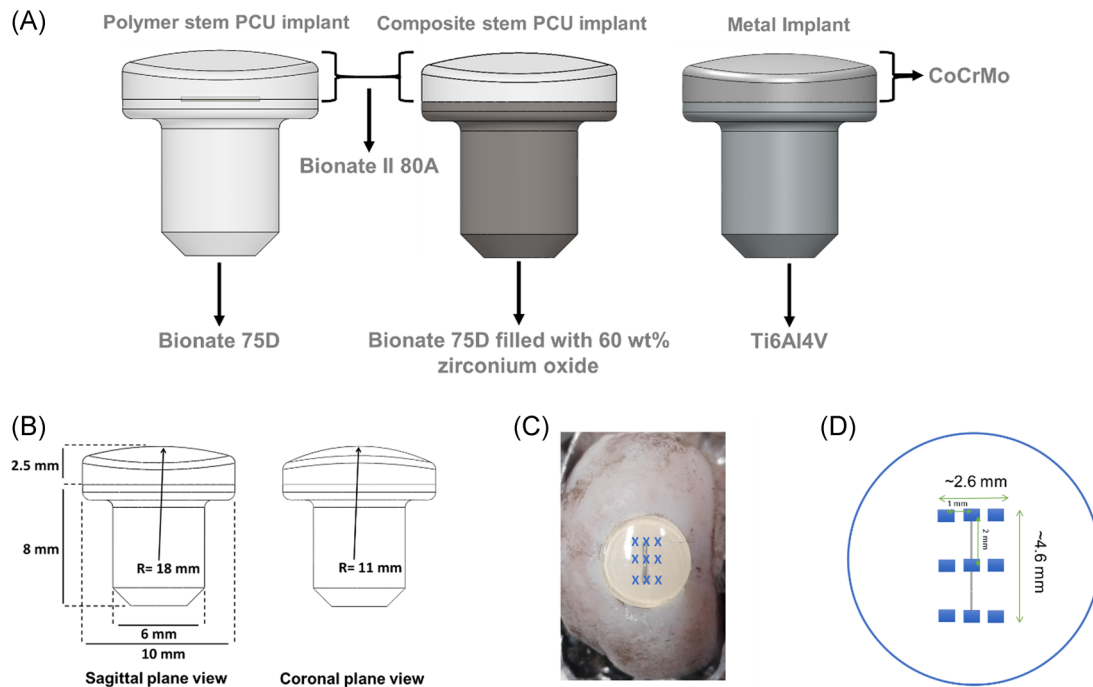 (A)
Polymer stem PCU implant
Composite stem PCU implant
Metal Implant
CoCrMo
Bionate II 80A
Bionate 75D
Bionate 75D filled with 60 wt%
zirconium oxide
Ti6Al4V
(B)
2.5 mm
8 mm
R= 18 mm
R= 11 mm
6 mm
10 mm
Sagittal plane view
Coronal plane view
(C)
X X X
X X X
X X X
(D)
~2.6 mm
1 mm
2 mm
~4.6 mm